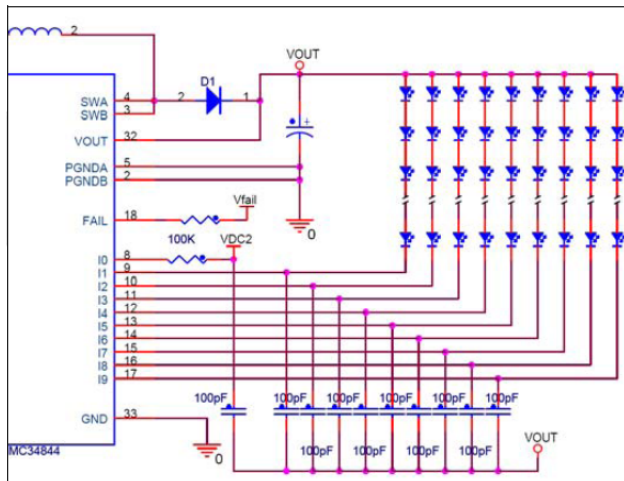 2
VOUT
D1
SWA 4 2 1
SWB 3
VOUT 32
PGNDA 5
PGNDB 2
+
FAIL 18 Vfail
0
100K VDC2
I0 8
I1 9
I2 10
I3 11
I4 12
I5 13
I6 14
I7 15
I8 16
I9 17
100pF 100pF 100pF 100pF 100pF 100pF
GND 33
VOUT
100pF 100pF 100pF 100pF
MC34844 0